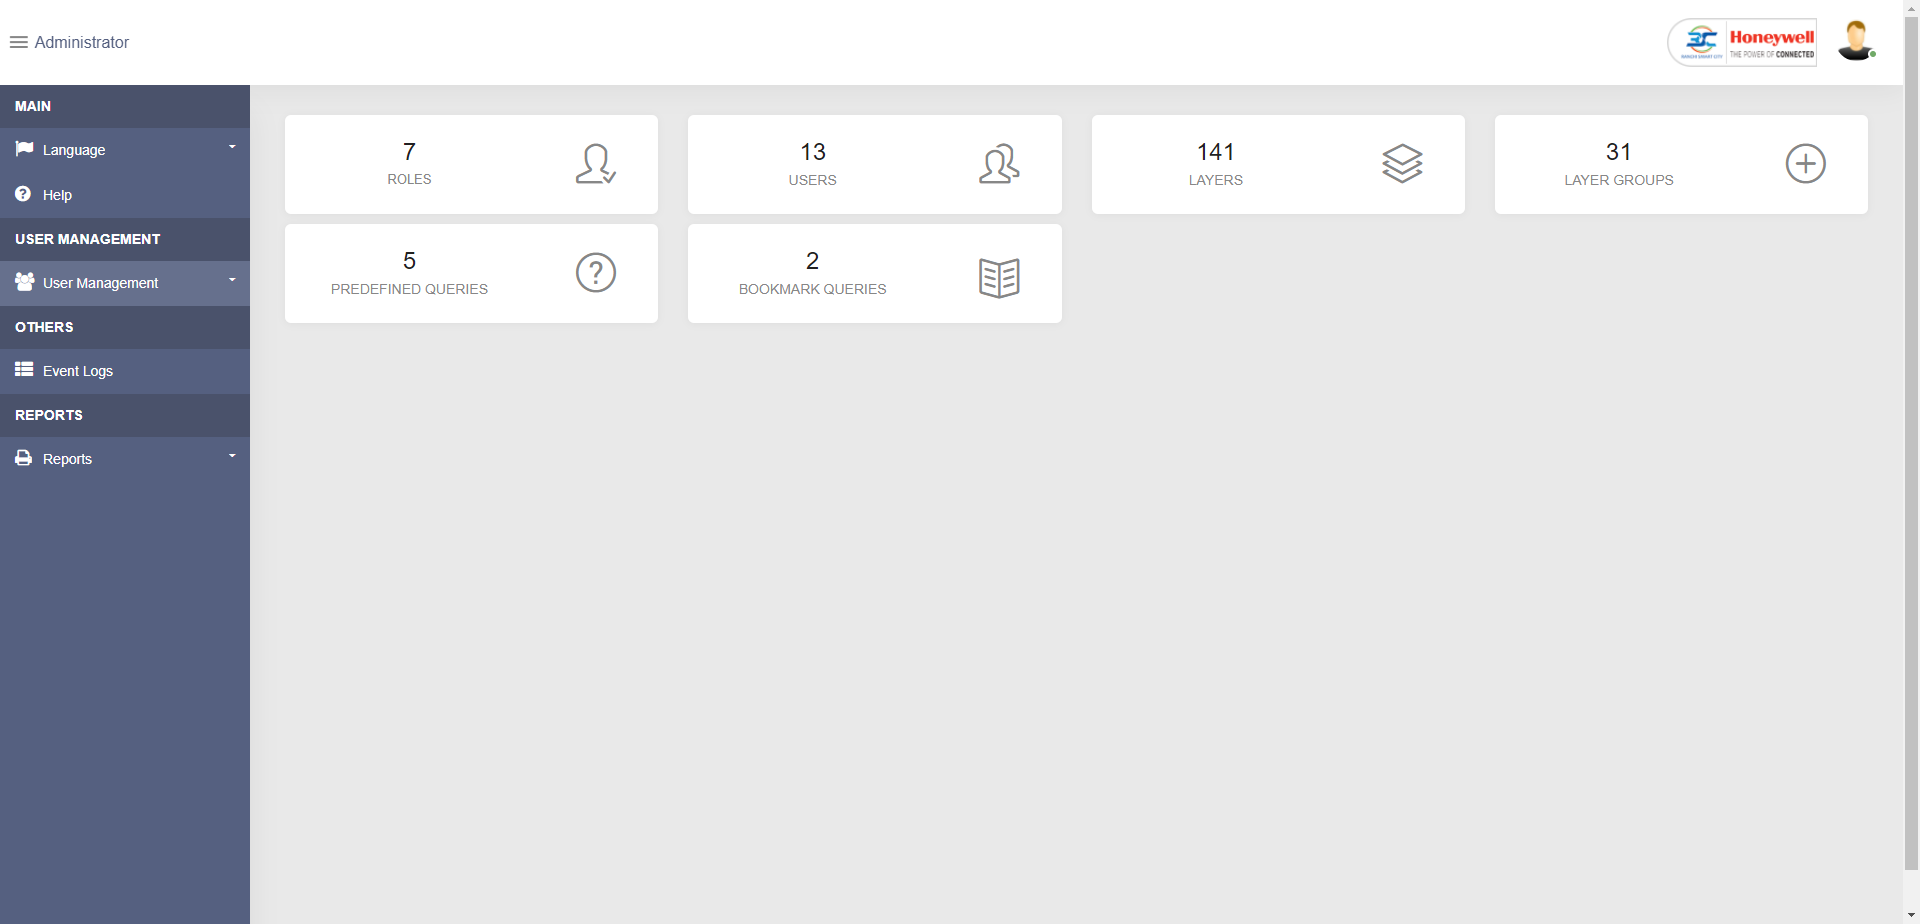 Administrator
Honeywell
THE POWER OF CONNECTED
MAIN
Language
Help
USER MANAGEMENT
User Management
OTHERS
Event Logs
REPORTS
Reports
7
ROLES
13
USERS
141
LAYERS
31
LAYER GROUPS
5
PREDEFINED QUERIES
2
BOOKMARK QUERIES